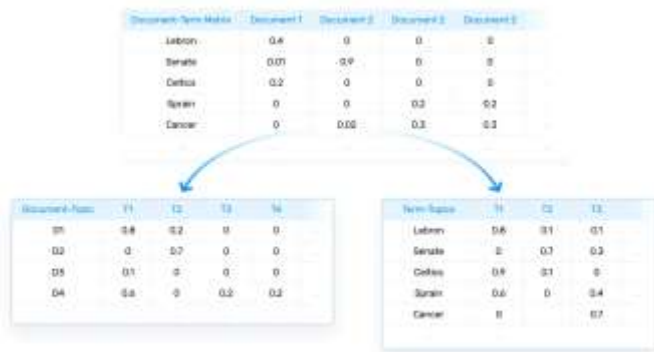 Document-Term Matrix Document 1 Document 2 Document 3 Document 3
Lebron 0.4 0 0 0
Senate 0.01 0.9 0 0
Celtics 0.2 0 0 0
Sprain 0 0 0.2 0.2
Cancer 0 0.02 0.3 0.3
Document-Topic T1 T2 T3 T4
D1 0.8 0.2 0 0
D2 0 0.7 0 0
D3 0.1 0 0 0
D4 0.6 0 0.2 0.2
Term-Topics T1 T2 T3
Lebron 0.8 0.1 0.1
Senate 0 0.7 0.3
Celtics 0.9 0.1 0
Sprain 0.6 0 0.4
Cancer 0 0.7